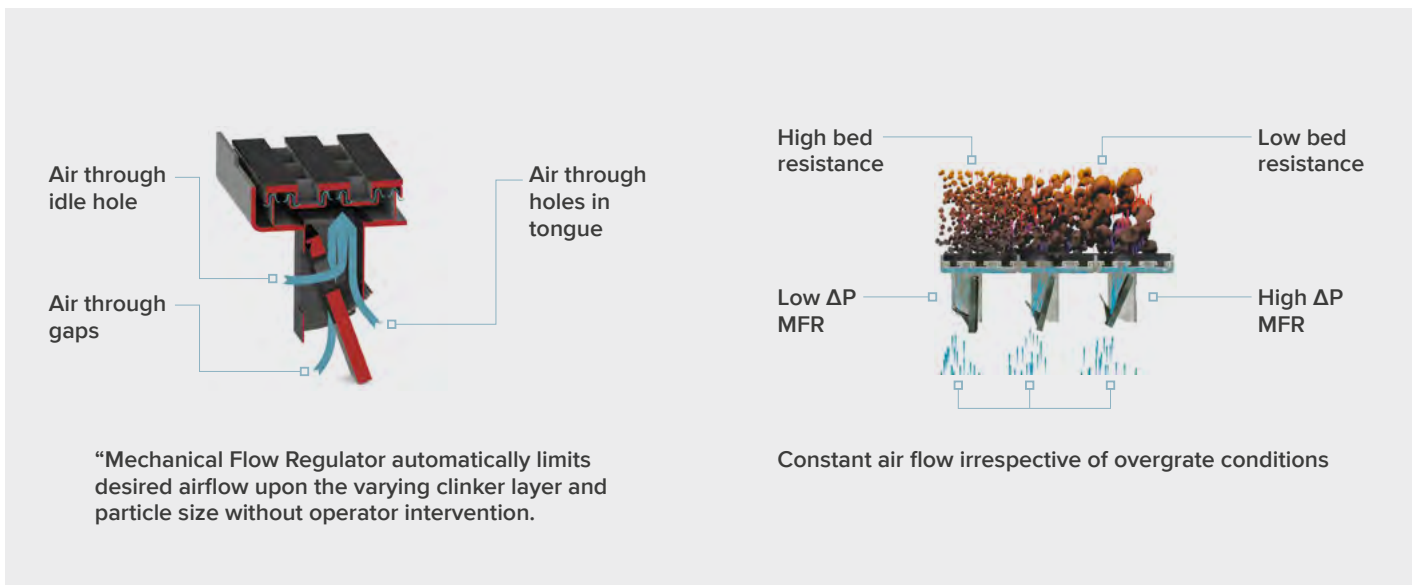 Air through
idle hole
Air through
holes in
tongue
Air through
gaps
“Mechanical Flow Regulator automatically limits
desired airflow upon the varying clinker layer and
particle size without operator intervention.
High bed
resistance
Low bed
resistance
Low ΔP
MFR
High ΔP
MFR
Constant air flow irrespective of overgrate conditions